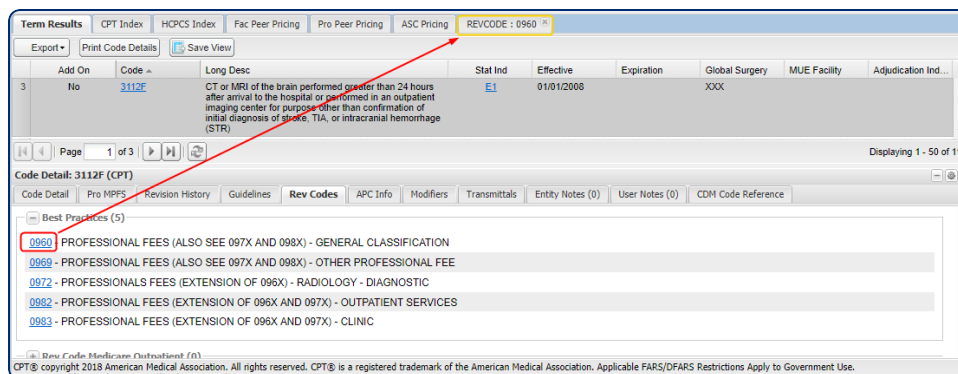 Term Results CPT Index HCPCS Index Fac Peer Pricing Pro Peer Pricing ASC Pricing REVCODE : 0960
Export Print Code Details Save View
Add On Code Long Desc Stat Ind Effective Expiration Global Surgery MUE Facility Adjudication Ind...
3 No 3112F CT or MRI of the brain performed greater than 24 hours E1 01/01/2008 XXX
after arrival to the hospital or performed in an outpatient
imaging center for purpose other than confirmation of
initial diagnosis of stroke, TIA, or intracranial hemorrhage
(STR)
Page 1 of 3 Displaying 1 - 50 of 1
Code Detail: 3112F (CPT)
Code Detail Pro MPFS Revision History Guidelines Rev Codes APC Info Modifiers Transmittals Entity Notes (0) User Notes (0) CDM Code Reference
Best Practices (5)
0960 - PROFESSIONAL FEES (ALSO SEE 097X AND 098X) - GENERAL CLASSIFICATION
0969 - PROFESSIONAL FEES (ALSO SEE 097X AND 098X) - OTHER PROFESSIONAL FEE
0972 - PROFESSIONALS FEES (EXTENSION OF 096X) - RADIOLOGY - DIAGNOSTIC
0982 - PROFESSIONAL FEES (EXTENSION OF 096X AND 097X) - OUTPATIENT SERVICES
0983 - PROFESSIONAL FEES (EXTENSION OF 096X AND 097X) - CLINIC
Rev Code Medicare Outpatient (0)
CPT® copyright 2018 American Medical Association. All rights reserved. CPT® is a registered trademark of the American Medical Association. Applicable FARS/DFARS Restrictions Apply to Government Use.